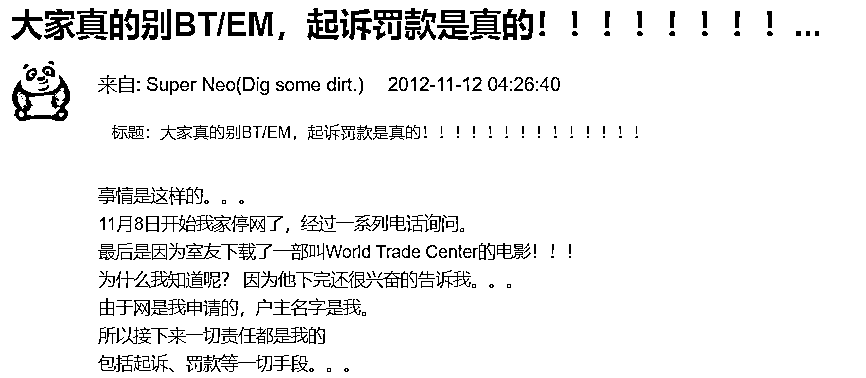 大家真的别BT/EM，起诉罚款是真的！！！！！！！！！...
来自: Super Neo(Dig some dirt.) 2012-11-12 04:26:40
标题：大家真的别BT/EM，起诉罚款是真的！！！！！！！！！！！！！！
事情是这样的。。。
11月8日开始我家停网了，经过一系列电话询问。
最后是因为室友下载了一部叫World Trade Center的电影！！！
为什么我知道呢？ 因为他下完还很兴奋的告诉我。。。
由于网是我申请的，户主名字是我。
所以接下来一切责任都是我的
包括起诉、罚款等一切手段。。。